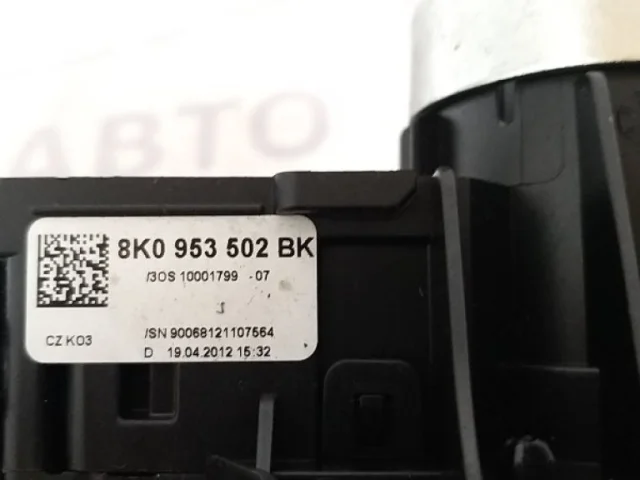 АВТО
8K0 953 502 BK
/3OS 10001799 -07
CZ K03
/SN 90068121107564
D 19.04.2012 15:32